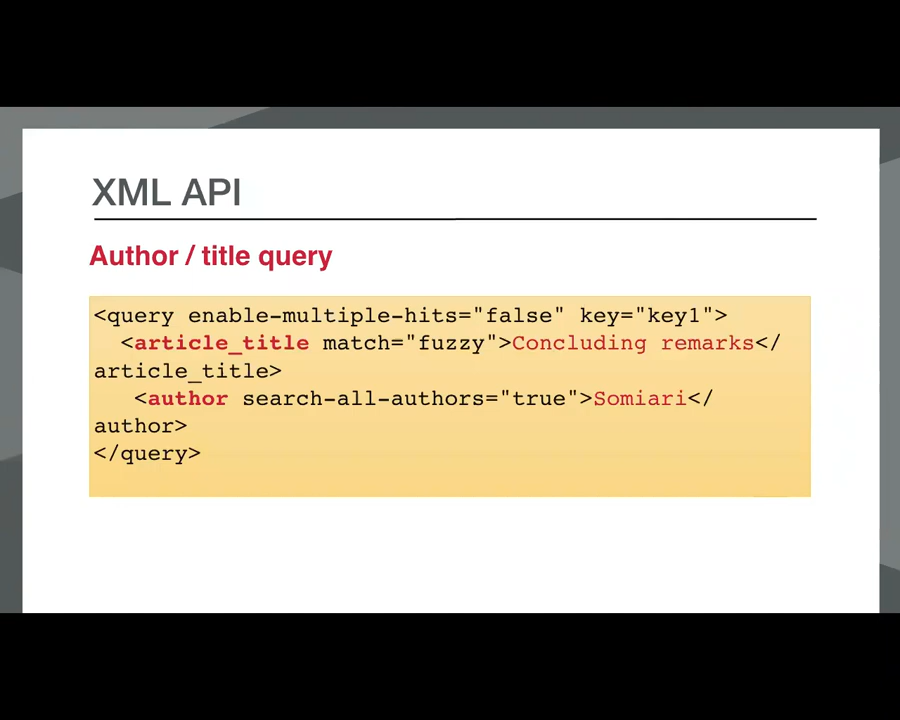 XML API
Author / title query
<query enable-multiple-hits="false" key="key1">
<article_title match="fuzzy">Concluding remarks</
article_title>
<author search-all-authors="true">Somiari</
author>
</query>